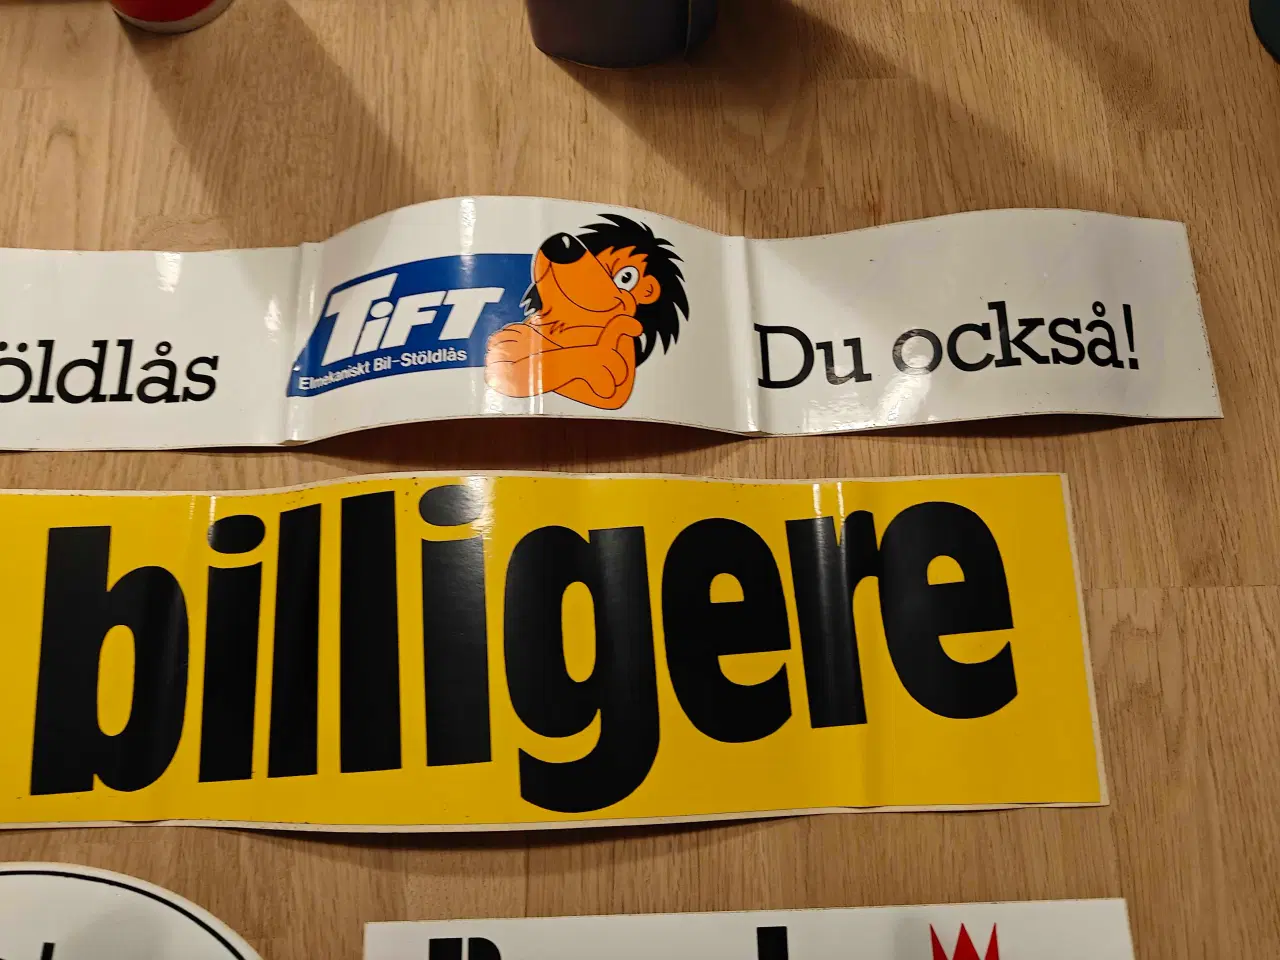 öldlås
TiFT
Elmekaniskt Bil-Stöldlås
Du också!
billigere